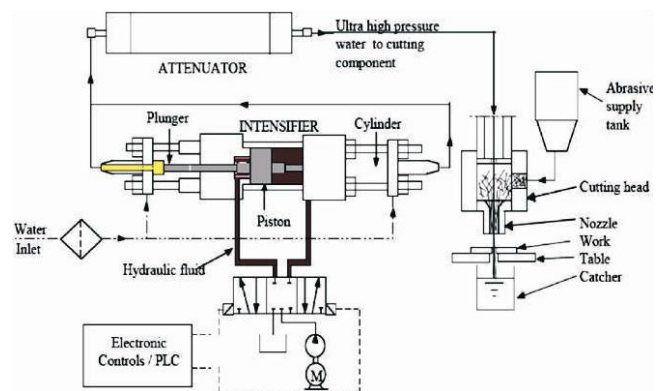 Ultra high pressure
water to cutting
component
ATTENUATOR
Abrasive
supply
tank
Plunger
INTENSIFIER
Cylinder
Cutting head
Piston
Nozzle
Water
Inlet
Work
Table
Hydraulic fluid
Catcher
Electronic
Controls / PLC
M